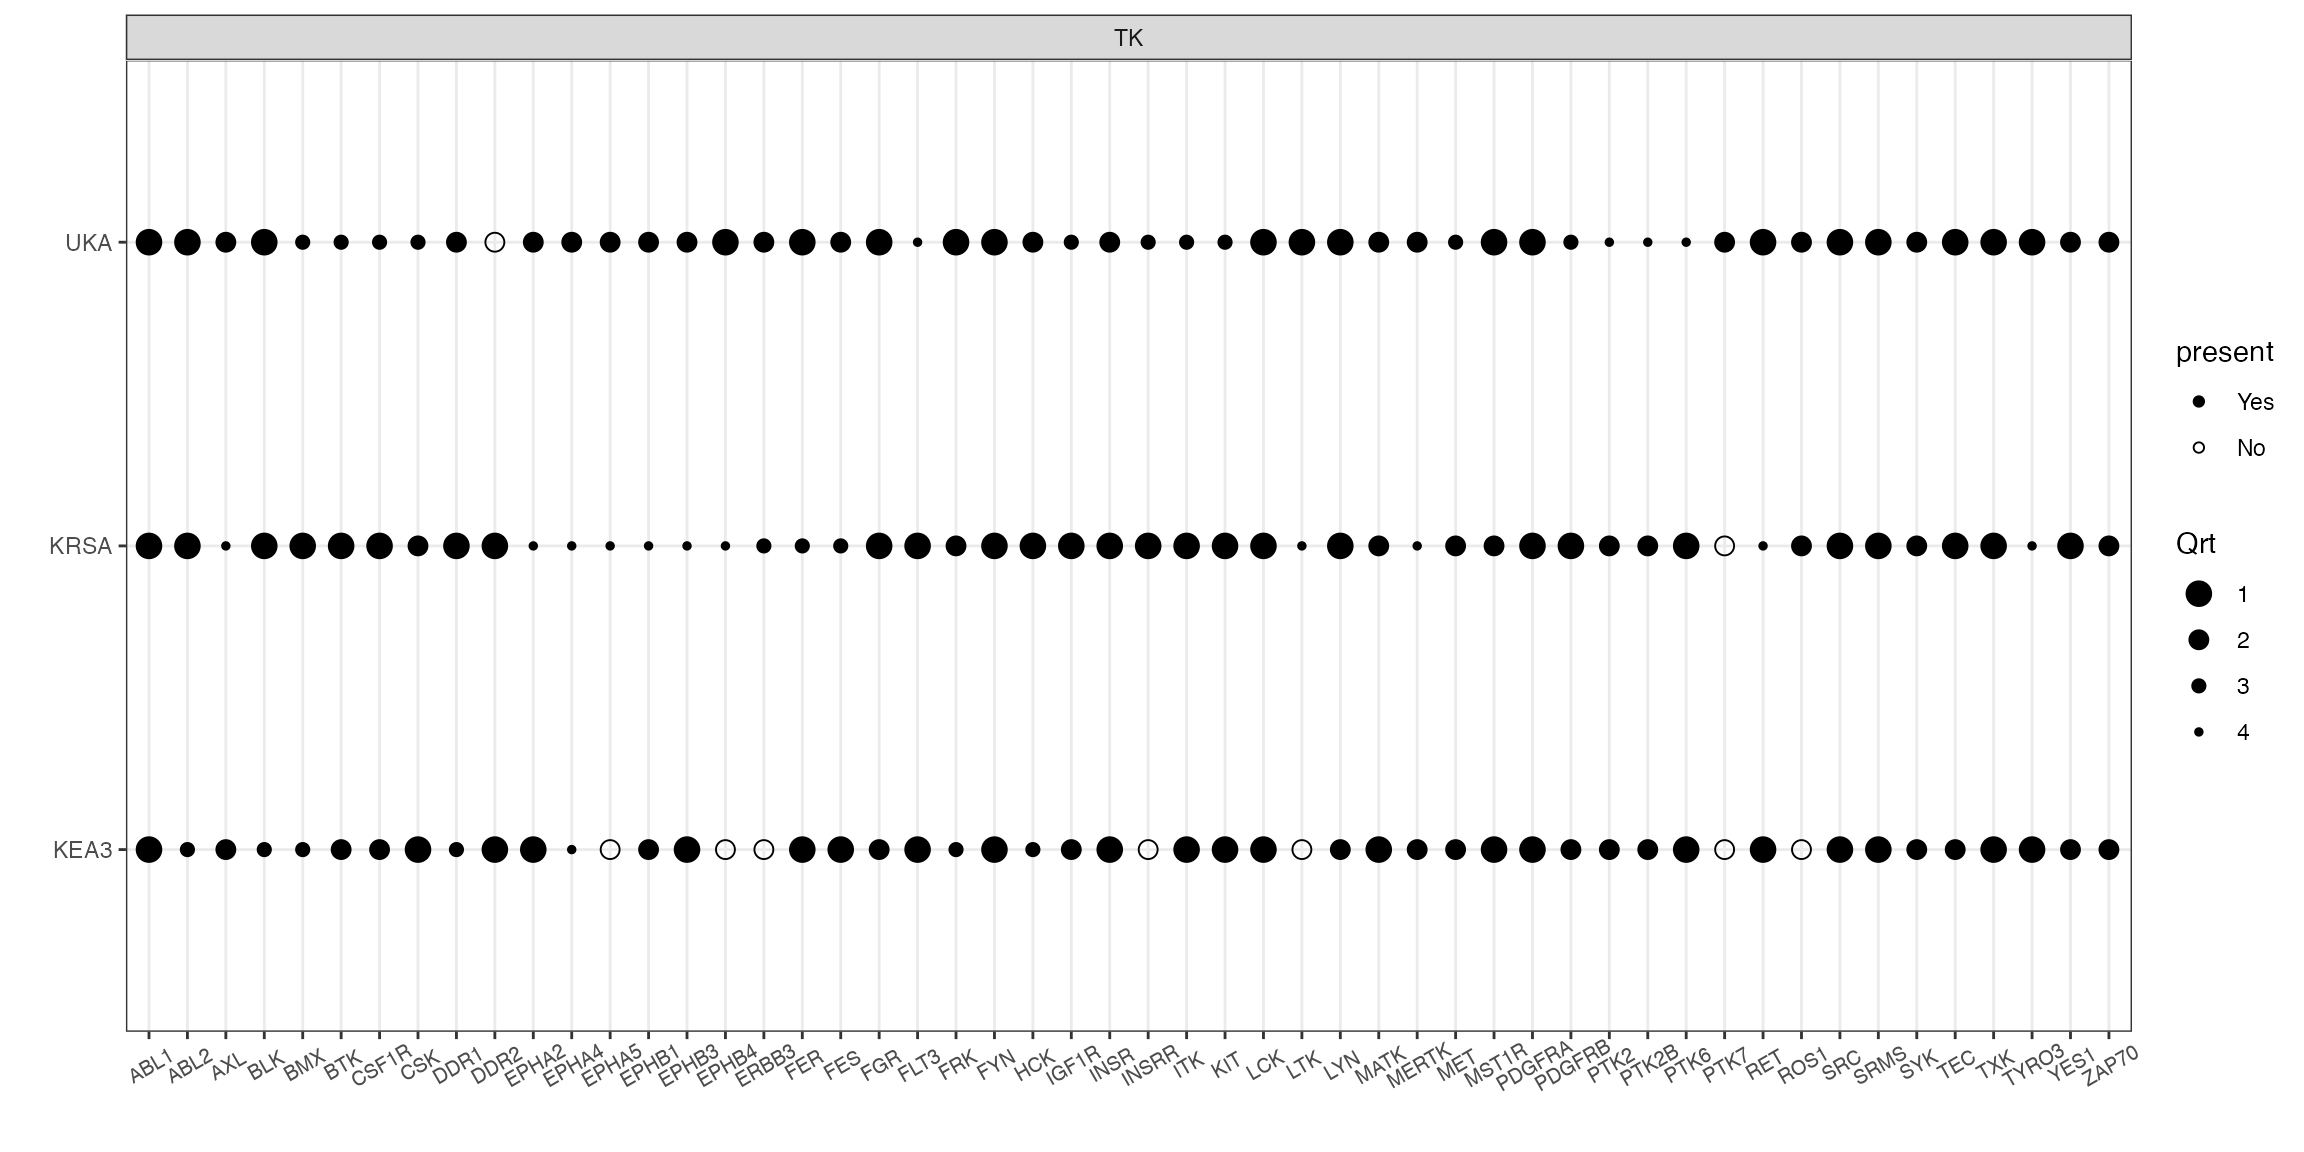 TK
UKA
KRSA
KEA3
ABL1
ABL2
AXL
BLK
BMX
BTK
CSF1R
CSK
DDR1
DDR2
EPHA2
EPHA4
EPHA5
EPHB1
EPHB3
EPHB4
ERBB3
FER
FES
FGR
FLT3
FRK
FYN
HCK
IGF1R
INSR
INSRR
ITK
KIT
LCK
LTK
LYN
MATK
MERTK
MET
MST1R
PDGFRA
PDGFRB
PTK2
PTK2B
PTK6
PTK7
RET
ROS1
SRC
SRMS
SYK
TEC
TXK
TYRO3
YES1
ZAP70
present
Yes
No
Qrt
1
2
3
4